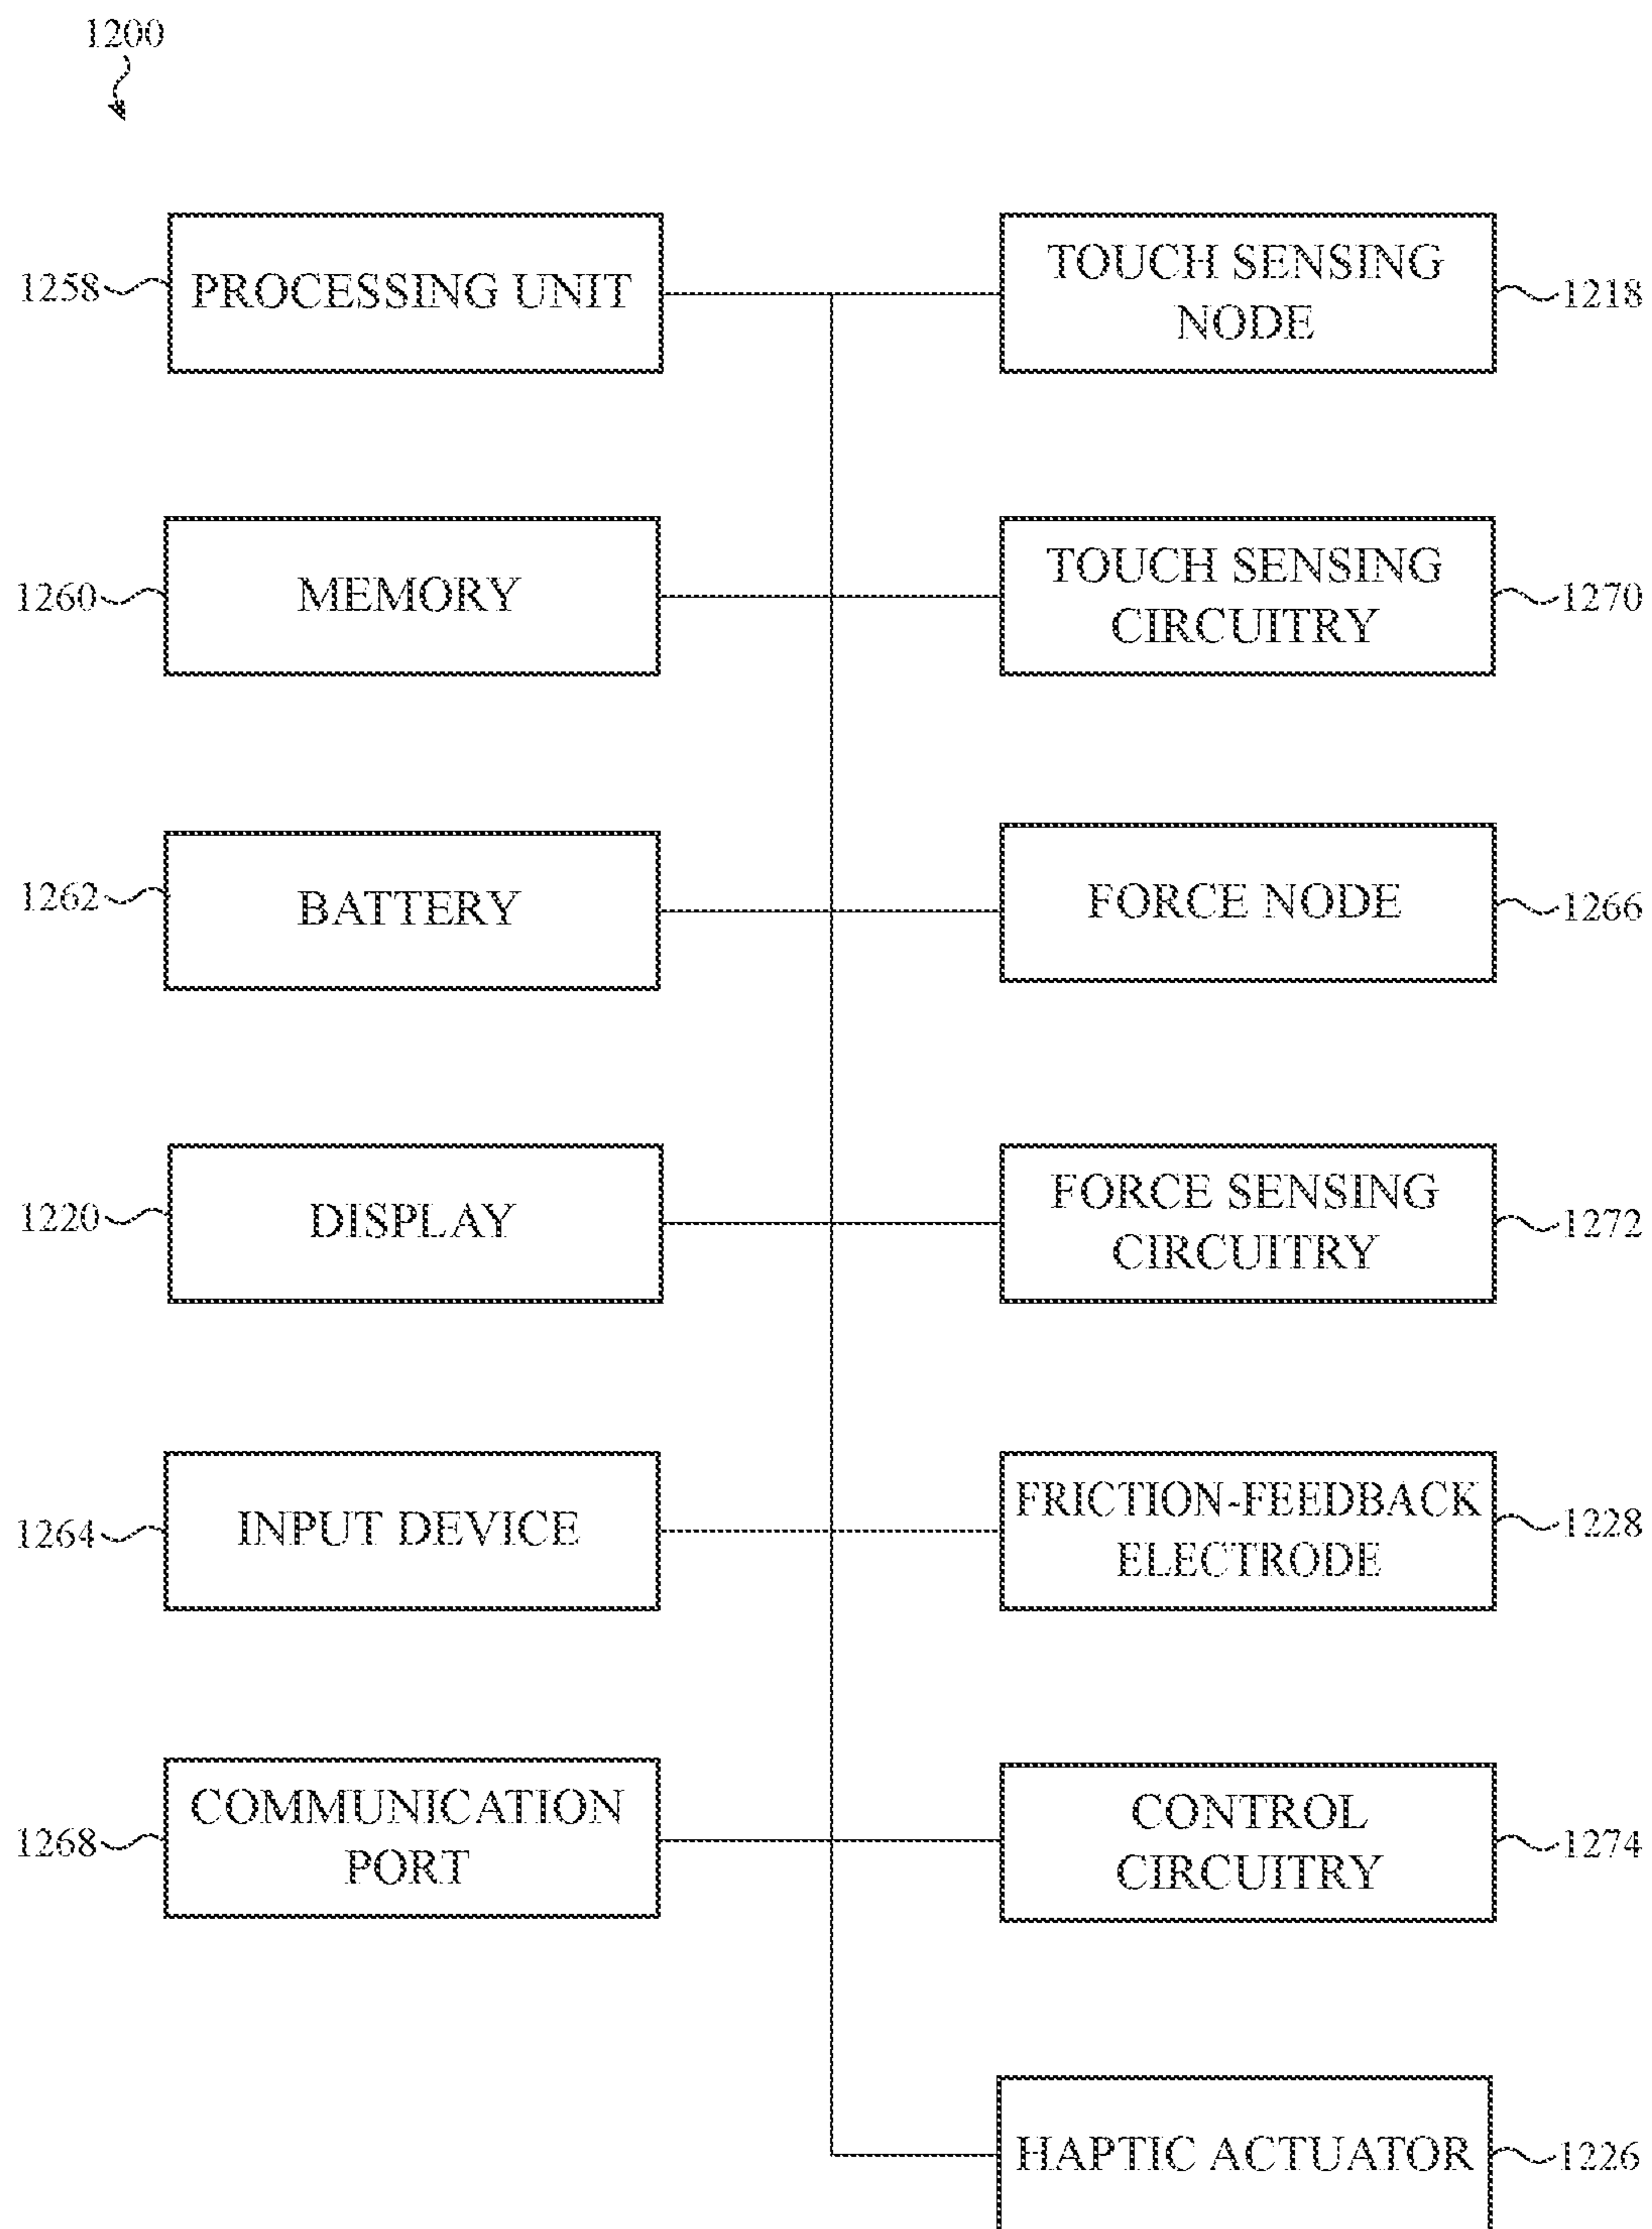 1200
1258
PROCESSING UNIT
TOUCH SENSING
NODE
1218
1260
MEMORY
TOUCH SENSING
CIRCUITRY
1270
1262
BATTERY
FORCE NODE
1266
1220
DISPLAY
FORCE SENSING
CIRCUITRY
1272
1264
INPUT DEVICE
FRICTION-FEEDBACK
ELECTRODE
1228
1268
COMMUNICATION
PORT
CONTROL
CIRCUITRY
1274
HAPTIC ACTUATOR
1226